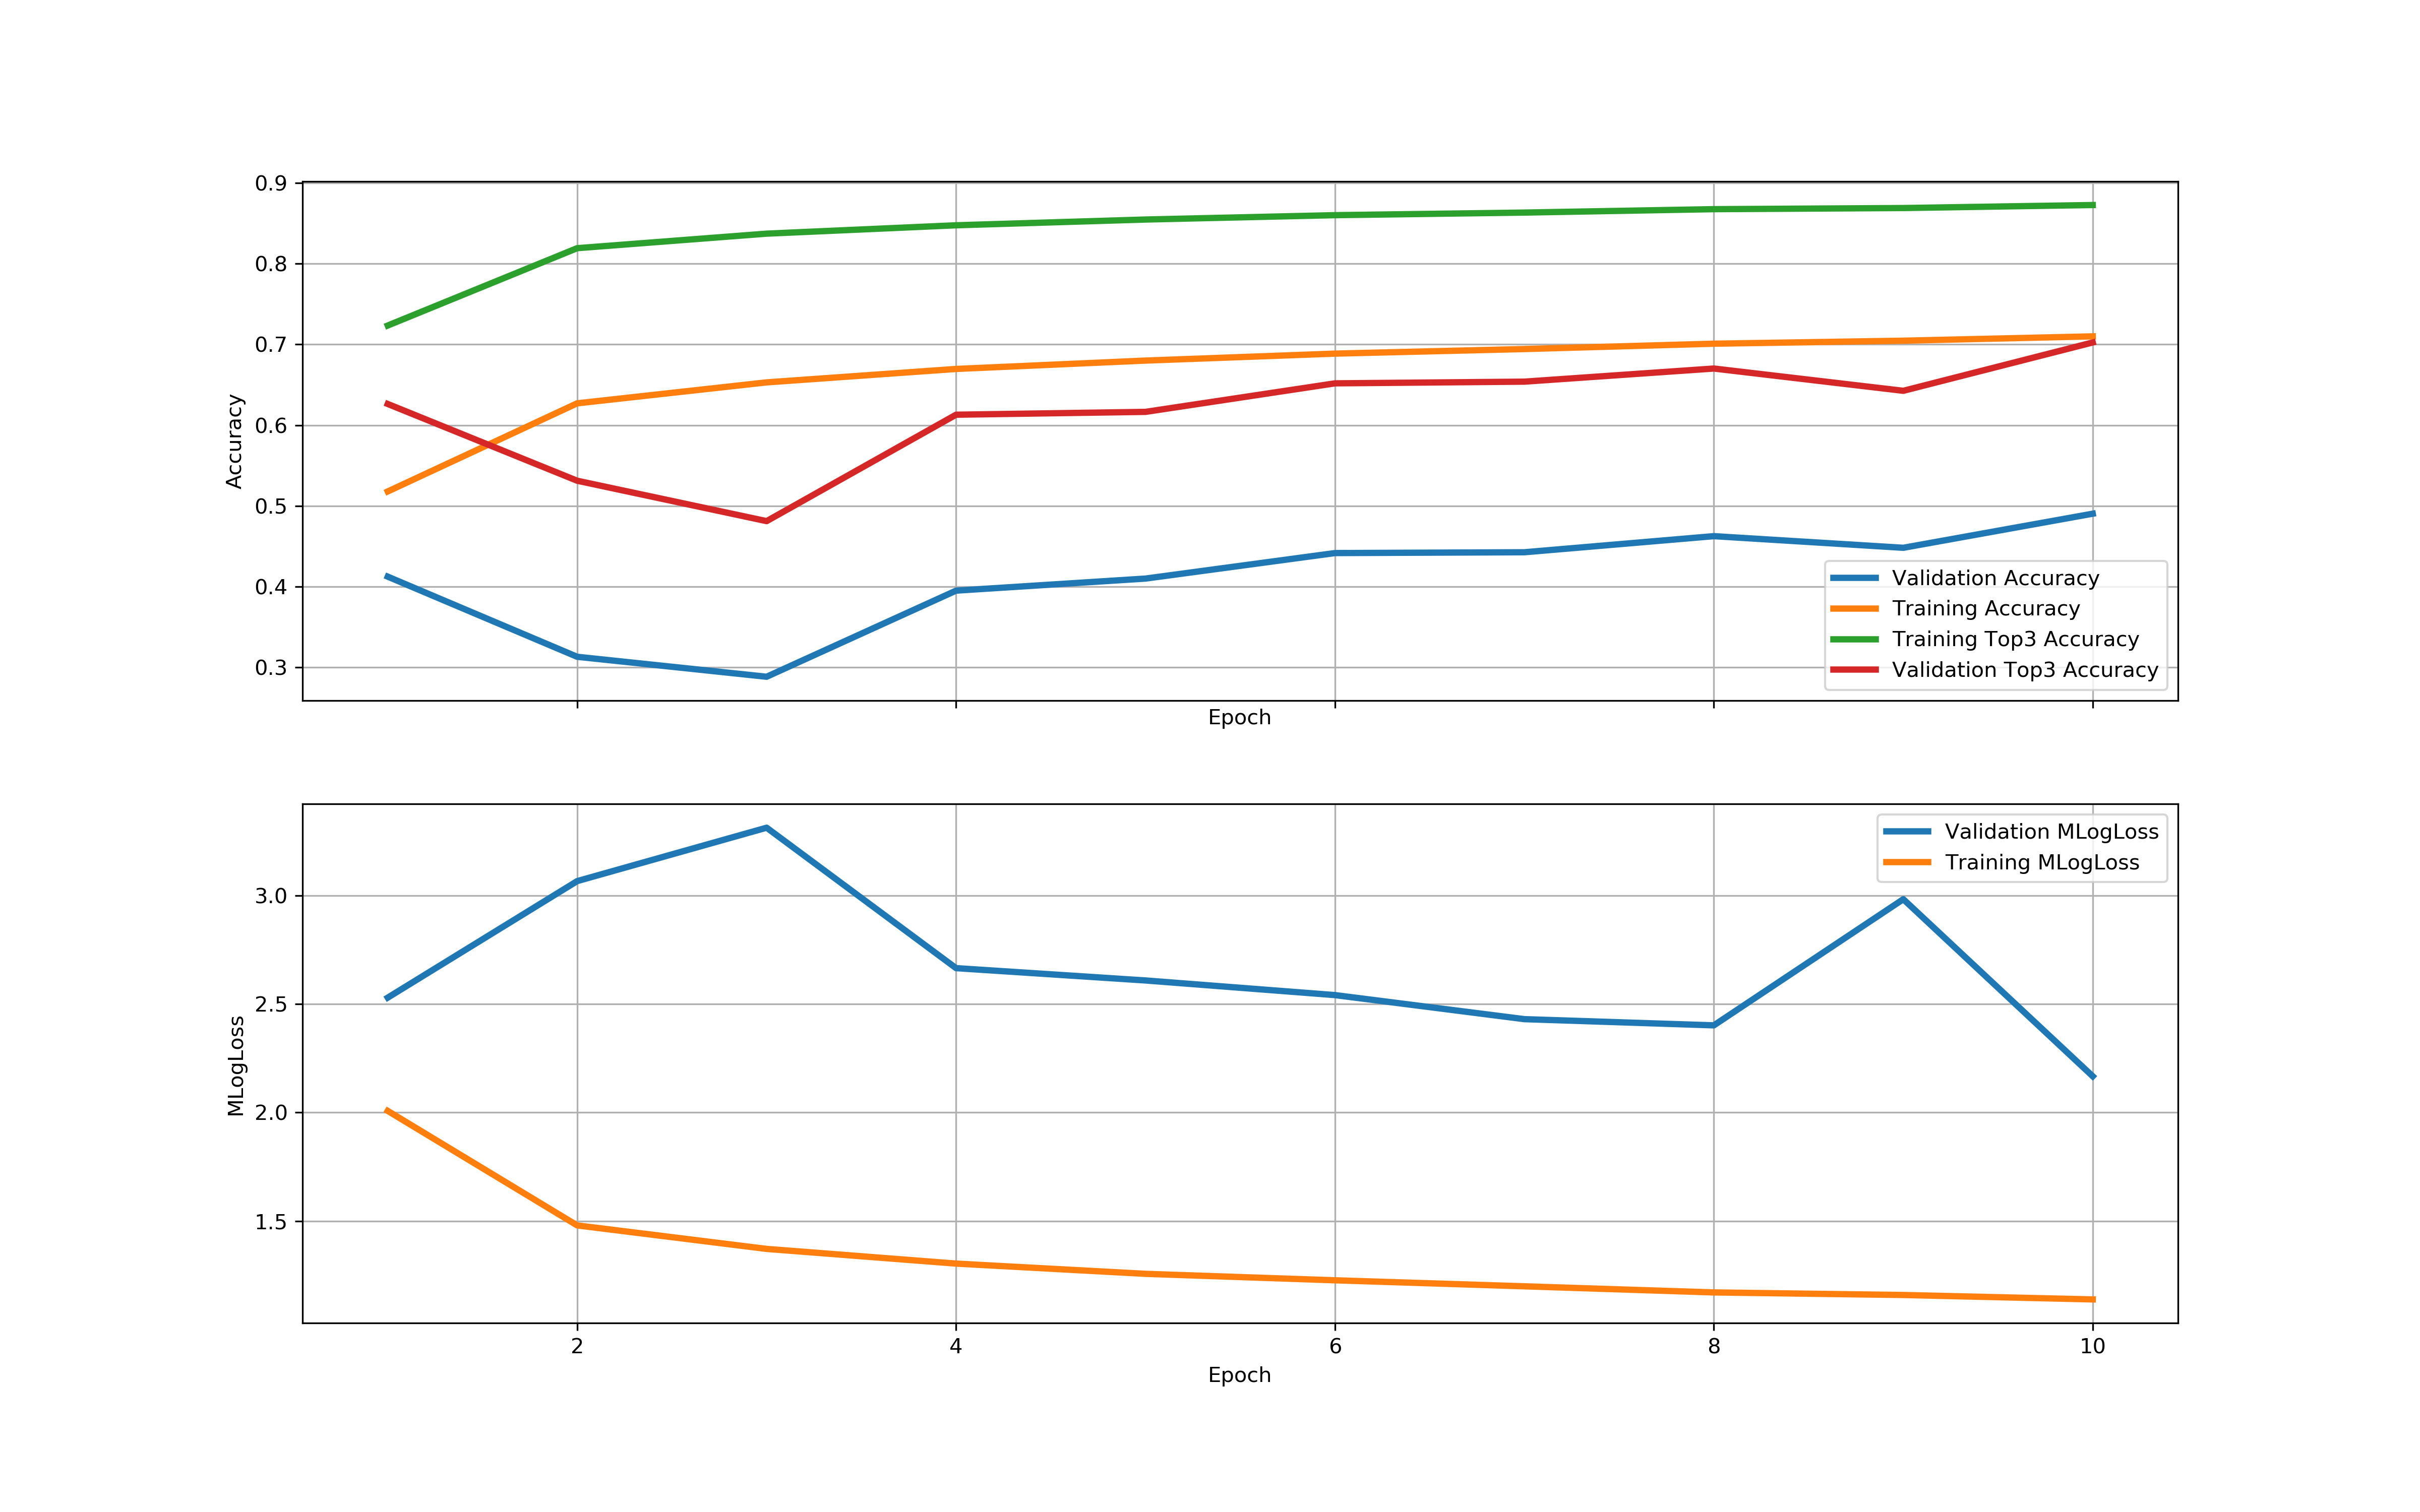 0.9
0.8
0.7
0.6
0.5
0.4
0.3
Accuracy
Validation Accuracy
Training Accuracy
Training Top3 Accuracy
Validation Top3 Accuracy
Epoch
Validation MLogLoss
Training MLogLoss
3.0
2.5
2.0
1.5
MLogLoss
2 4 6 8 10
Epoch